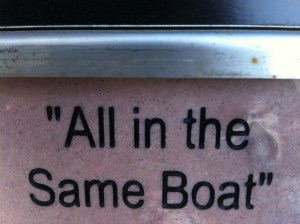 "All in the
Same Boat"